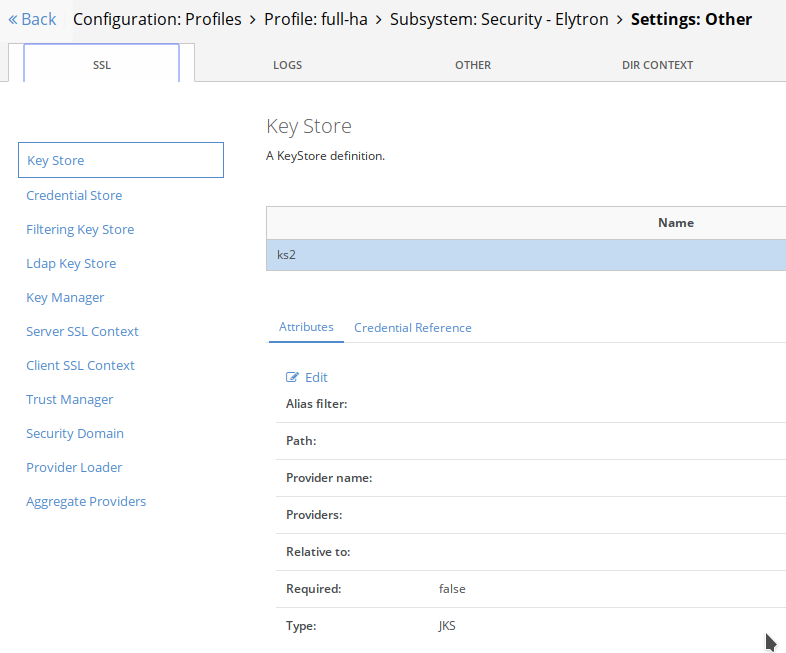 « Back Configuration: Profiles > Profile: full-ha > Subsystem: Security - Elytron > Settings: Other
SSL LOGS OTHER DIR CONTEXT
Key Store
Credential Store
Filtering Key Store
Ldap Key Store
Key Manager
Server SSL Context
Client SSL Context
Trust Manager
Security Domain
Provider Loader
Aggregate Providers
Key Store
A KeyStore definition.
Name
ks2
Attributes Credential Reference
Edit
Alias filter:
Path:
Provider name:
Providers:
Relative to:
Required: false
Type: JKS